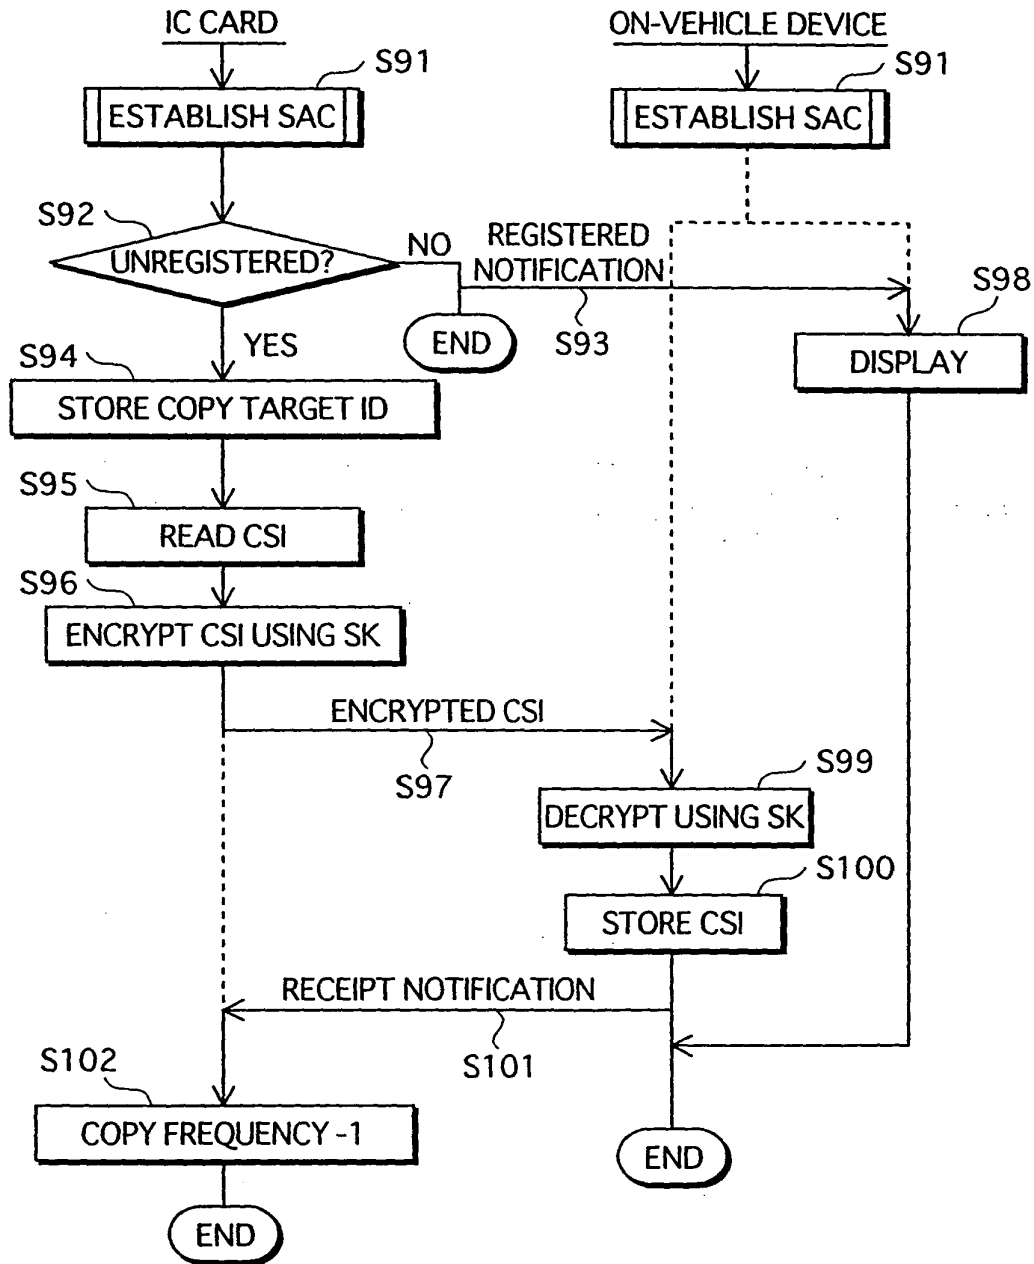 IC CARD
ON-VEHICLE DEVICE
S91
S91
ESTABLISH SAC
ESTABLISH SAC
S92
UNREGISTERED?
NO
REGISTERED
NOTIFICATION
S93
END
S98
DISPLAY
YES
S94
STORE COPY TARGET ID
S95
READ CSI
S96
ENCRYPT CSI USING SK
ENCRYPTED CSI
S97
S99
DECRYPT USING SK
S100
STORE CSI
RECEIPT NOTIFICATION
S101
S102
COPY FREQUENCY -1
END
END